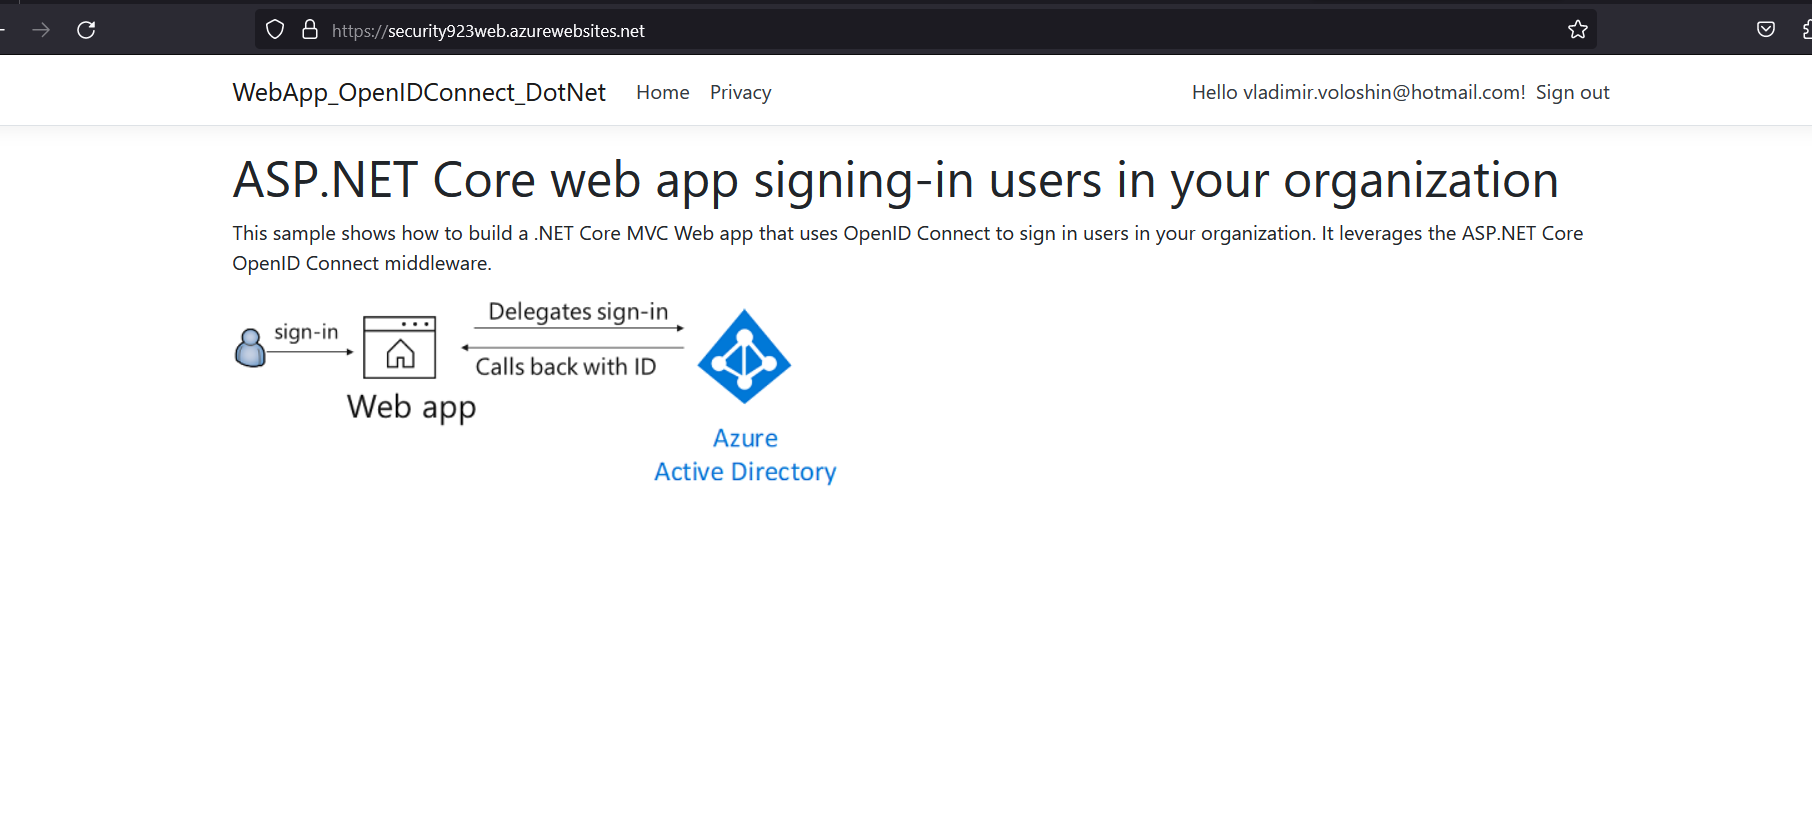 https://security923web.azurewebsites.net
WebApp_OpenIDConnect_DotNet Home Privacy Hello vladimir.voloshin@hotmail.com! Sign out
ASP.NET Core web app signing-in users in your organization
This sample shows how to build a .NET Core MVC Web app that uses OpenID Connect to sign in users in your organization. It leverages the ASP.NET Core
OpenID Connect middleware.
Delegates sign-in
sign-in
Calls back with ID
Web app
Azure
Active Directory